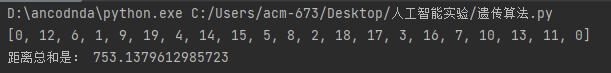 D:\ancodnda\python.exe C:/Users/acm-673/Desktop/人工智能实验/遗传算法.py
[0, 12, 6, 1, 9, 19, 4, 14, 15, 5, 8, 2, 18, 17, 3, 16, 7, 10, 13, 11, 0]
距离总和是: 753.1379612985723